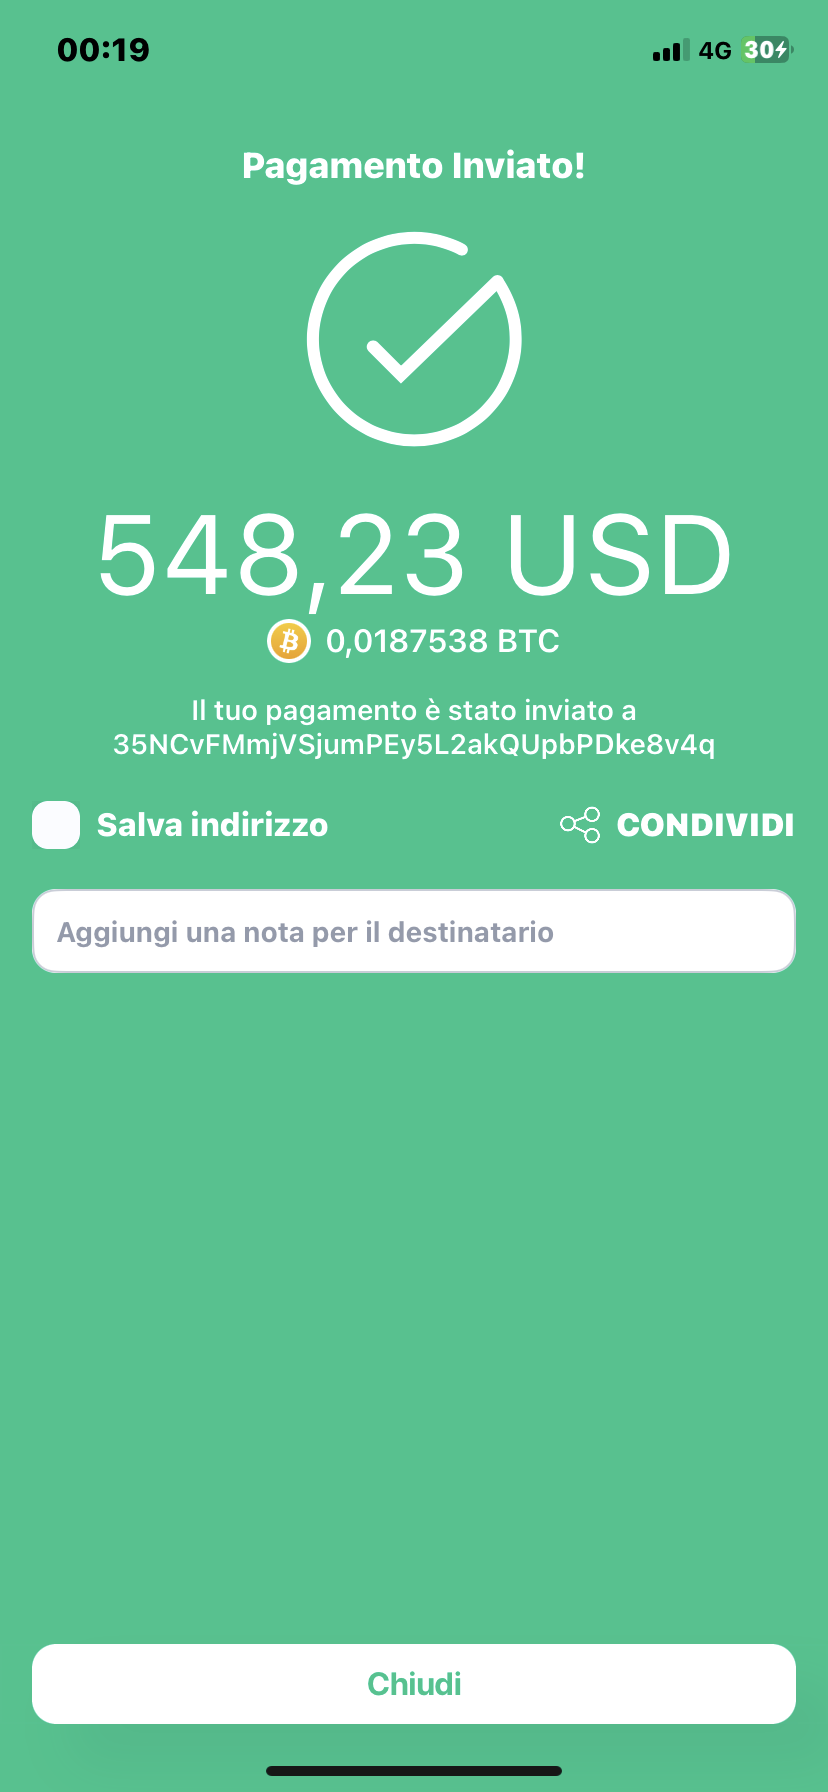 00:19
4G
30
Pagamento Inviato!
548,23 USD
0,0187538 BTC
Il tuo pagamento è stato inviato a
35NCvFMmjVSjumPEy5L2akQUpbPDke8v4q
Salva indirizzo
CONDIVIDI
Aggiungi una nota per il destinatario
Chiudi